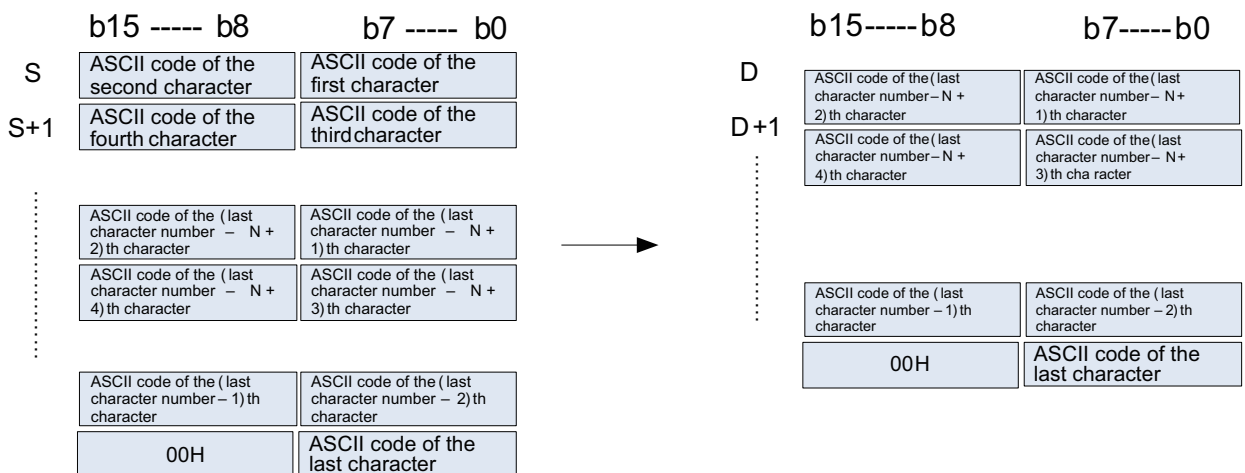 b15 ----- b8
b7 ----- b0
S
ASCII code of the
second character
ASCII code of the
first character
S+1
ASCII code of the
fourth character
ASCII code of the
thirdcharacter
ASCII code of the (last
character number – N +
2)th character
ASCII code of the (last
character number – N +
1)th character
ASCII code of the (last
character number – N +
4)th character
ASCII code of the (last
character number – N +
3)th character
ASCII code of the (last
character number – 1)th
character
ASCII code of the (last
character number – 2)th
character
00H
ASCII code of the
last character
b15-----b8
b7-----b0
D
ASCII code of the(last
character number – N +
2)th character
ASCII code of the(last
character number – N+
1)th character
D+1
ASCII code of the(last
character number – N +
4)th character
ASCII code of the(last
character number – N+
3)th cha racter
ASCII code of the (last
character number – 1)th
character
ASCII code of the (last
character number – 2)th
character
00H
ASCII code of the
last character